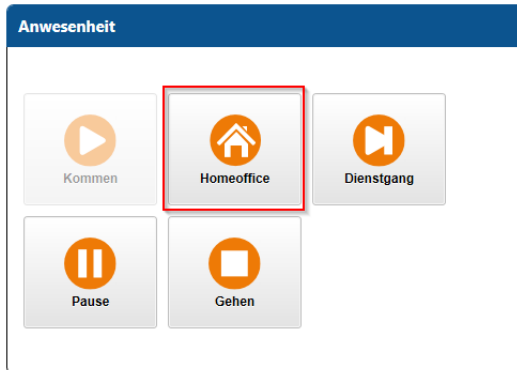 Anwesenheit
Kommen
Homeoffice
Dienstgang
Pause
Gehen